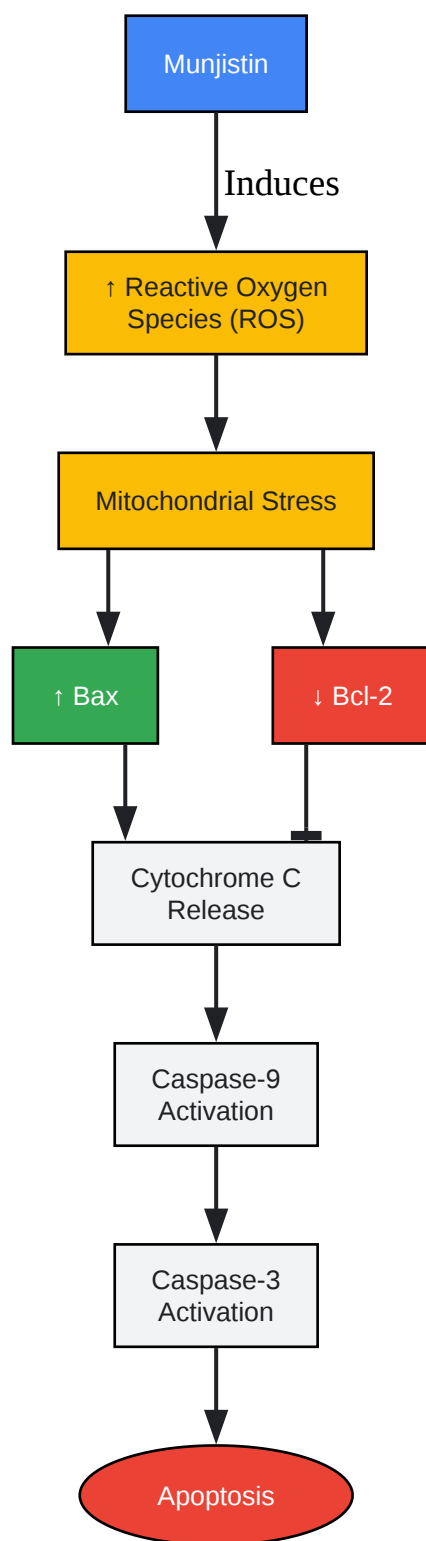 Munjistin
Induces
↑ Reactive Oxygen
Species (ROS)
Mitochondrial Stress
↑ Bax
↓ Bcl-2
Cytochrome C
Release
Caspase-9
Activation
Caspase-3
Activation
Apoptosis